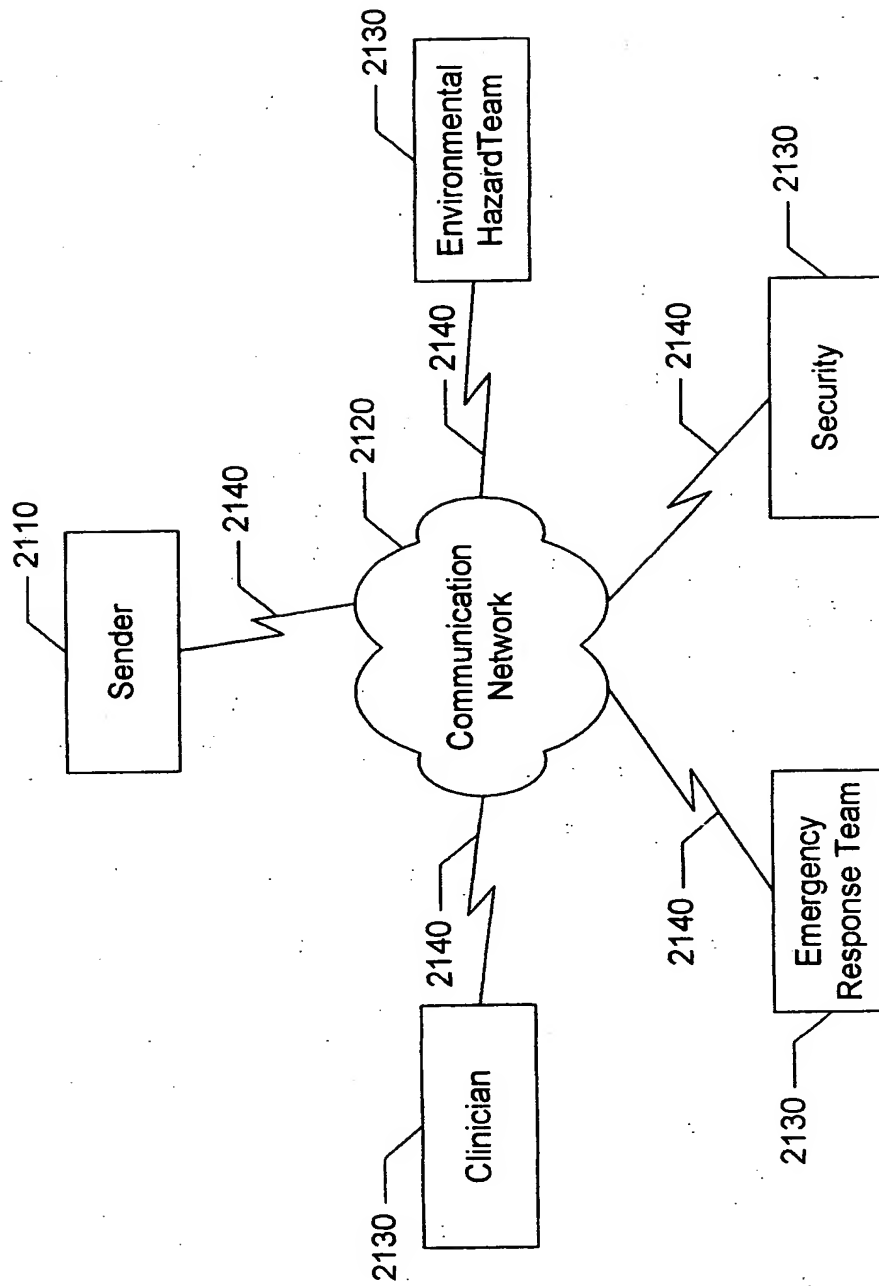 2110
Sender
2140
2120
Communication
Network
2140
Clinician
2130
2140
Environmental
HazardTeam
2130
2140
Emergency
Response Team
2130
2140
Security
2130